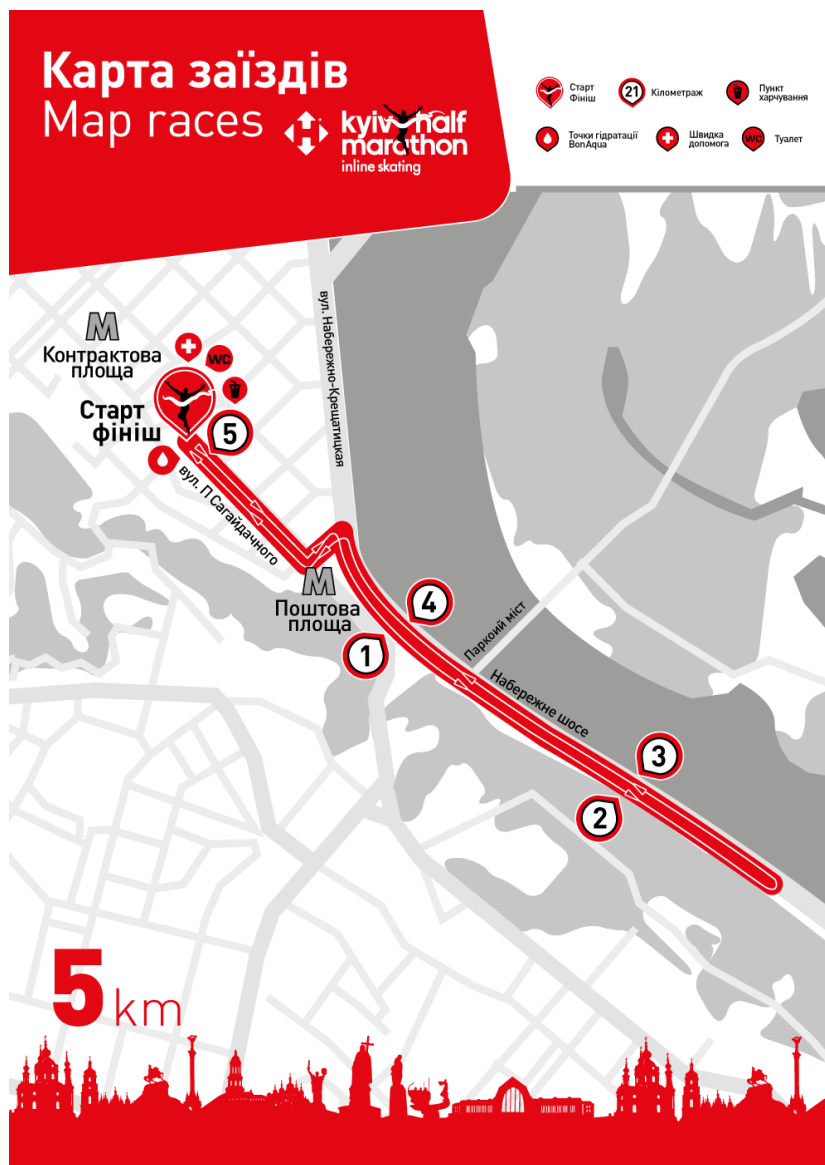 Карта заїздів
Map races
kyiv half
marathon
inline skating
Старт
Фініш
21
Кілометраж
Пункт
харчування
Точки гідратації
BonAqua
Швидка
допомога
WC
Туалет
вул. Набережно-Крещатицкая
М
Контрактова
площа
WC
Старт
фініш
5
вул. П Сагайдачного
М
Поштова
площа
4
1
Паркоий міст
Набережне шосе
3
2
5 km